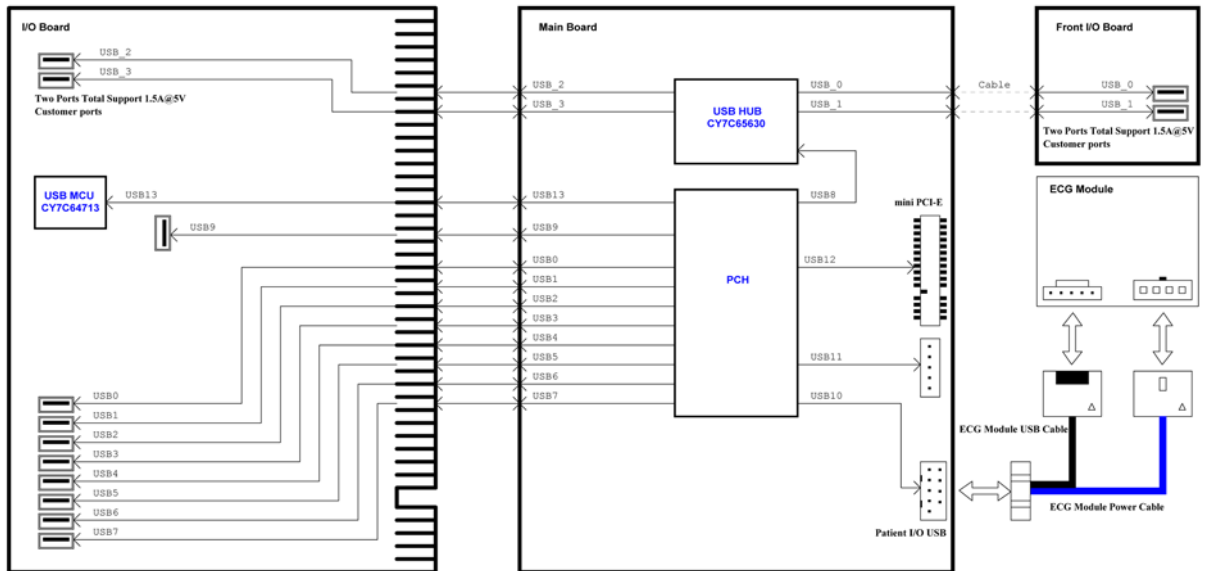 I/O Board
USB_2
USB_3
Two Ports Total Support 1.5A@5V
Customer ports
USB MCU
CY7C64713
USB13
USB9
USB0
USB1
USB2
USB3
USB4
USB5
USB6
USB7
Main Board
USB_2
USB_3
USB HUB
CY7C65630
USB_0
USB_1
USB13
USB9
USB0
USB1
USB2
USB3
USB4
USB5
USB6
USB7
PCH
USB8
mini PCI-E
USB12
USB11
USB10
Patient I/O USB
Cable
Front I/O Board
USB_0
USB_1
Two Ports Total Support 1.5A@5V
Customer ports
ECG Module
ECG Module USB Cable
ECG Module Power Cable